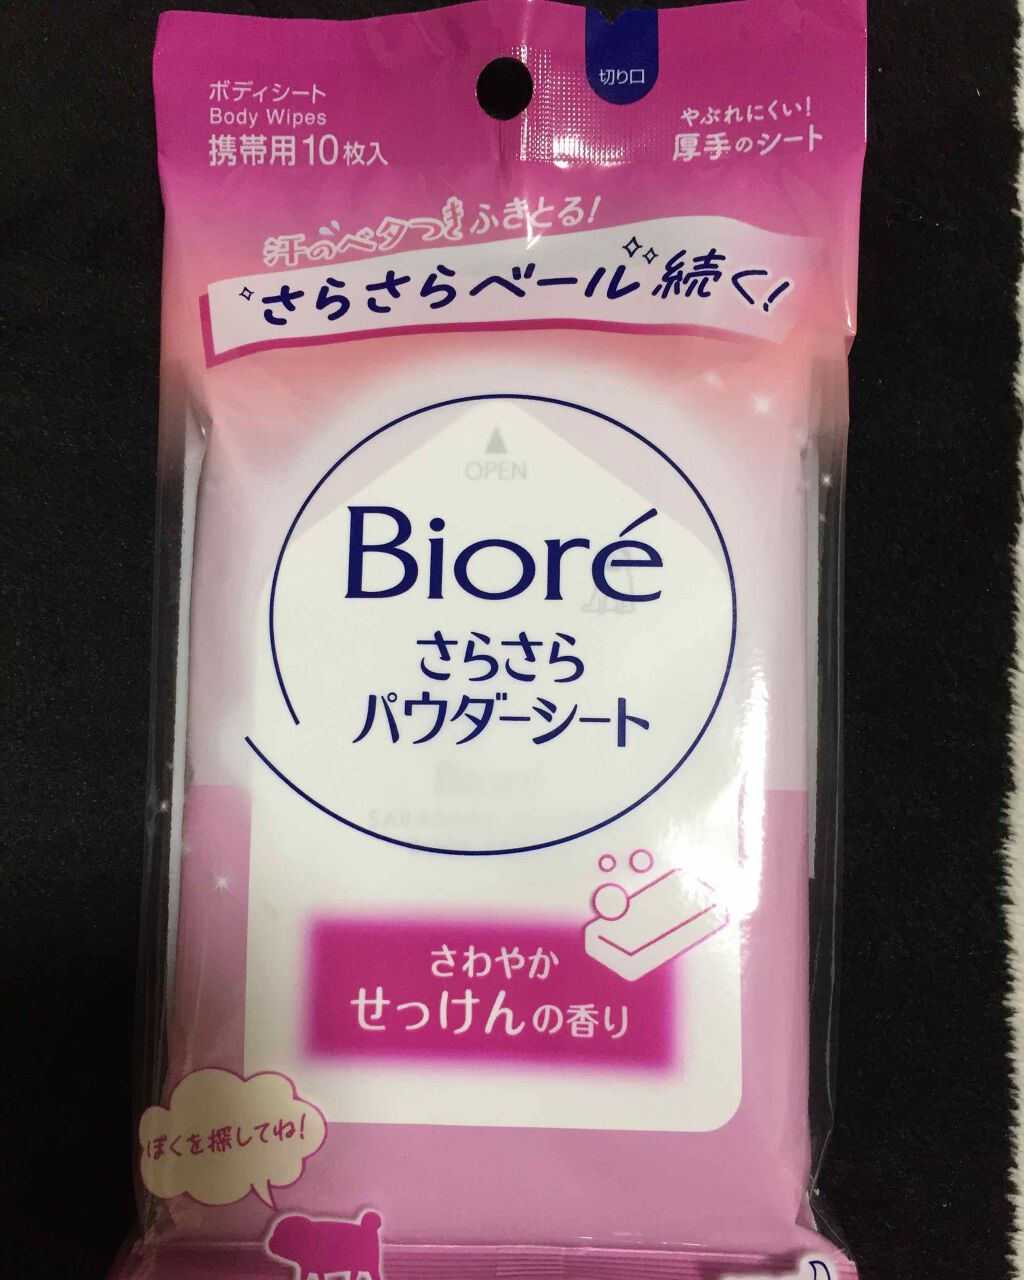 切り口
ボディシート
Body Wipes
携帯用10枚入
やぶれにくい!
厚手のシート
汗のベタつきふきとる!
さらさらベール続く!
OPEN
Bioré
さらさら
パウダーシート
さわやか
せっけんの香り
ぼくを探してね!